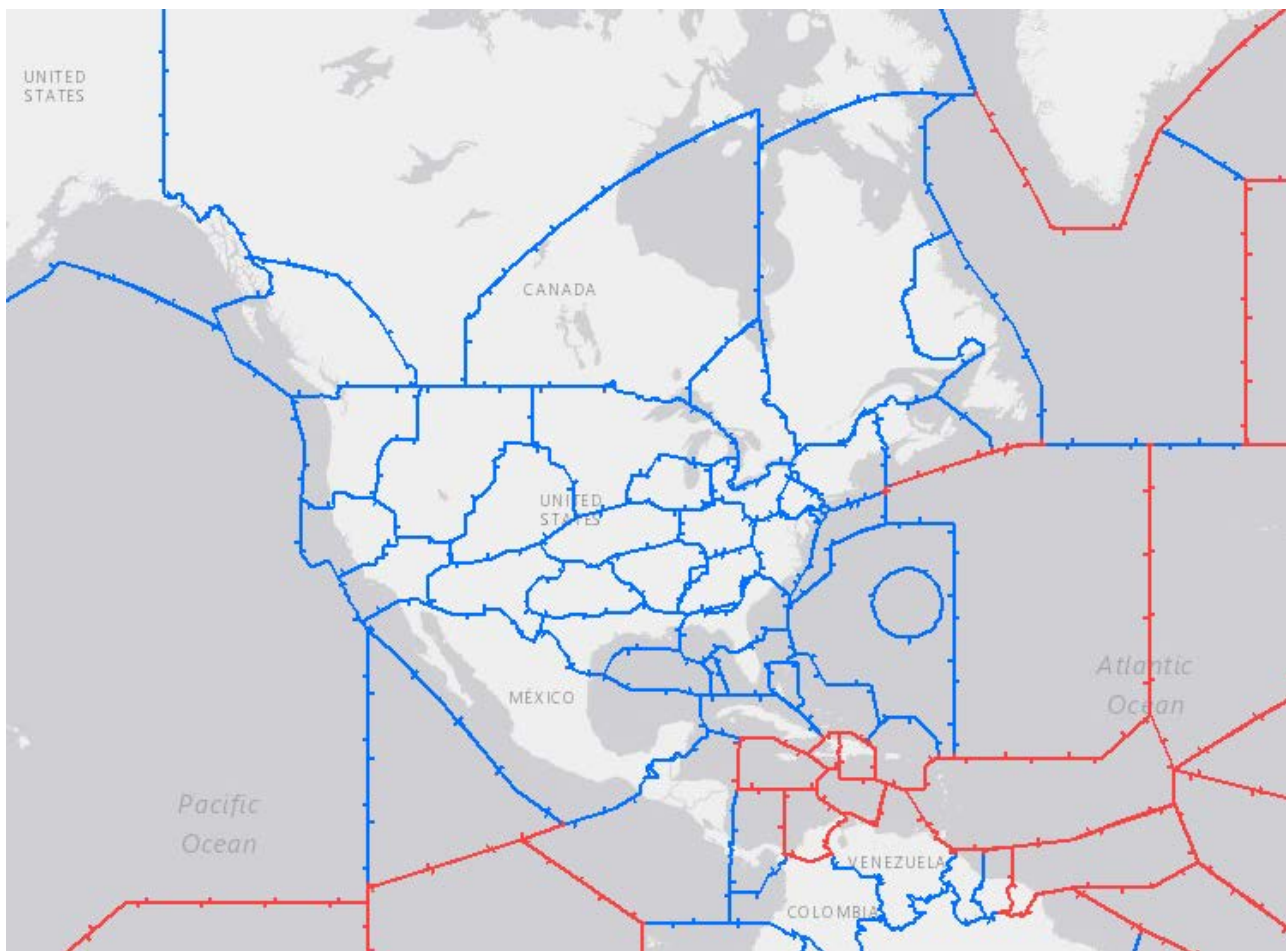 UNITED
STATES
CANADA
UNITED
STATES
MÉXICO
Atlantic
Ocean
Pacific
Ocean
VENEZUELA
COLOMBIA